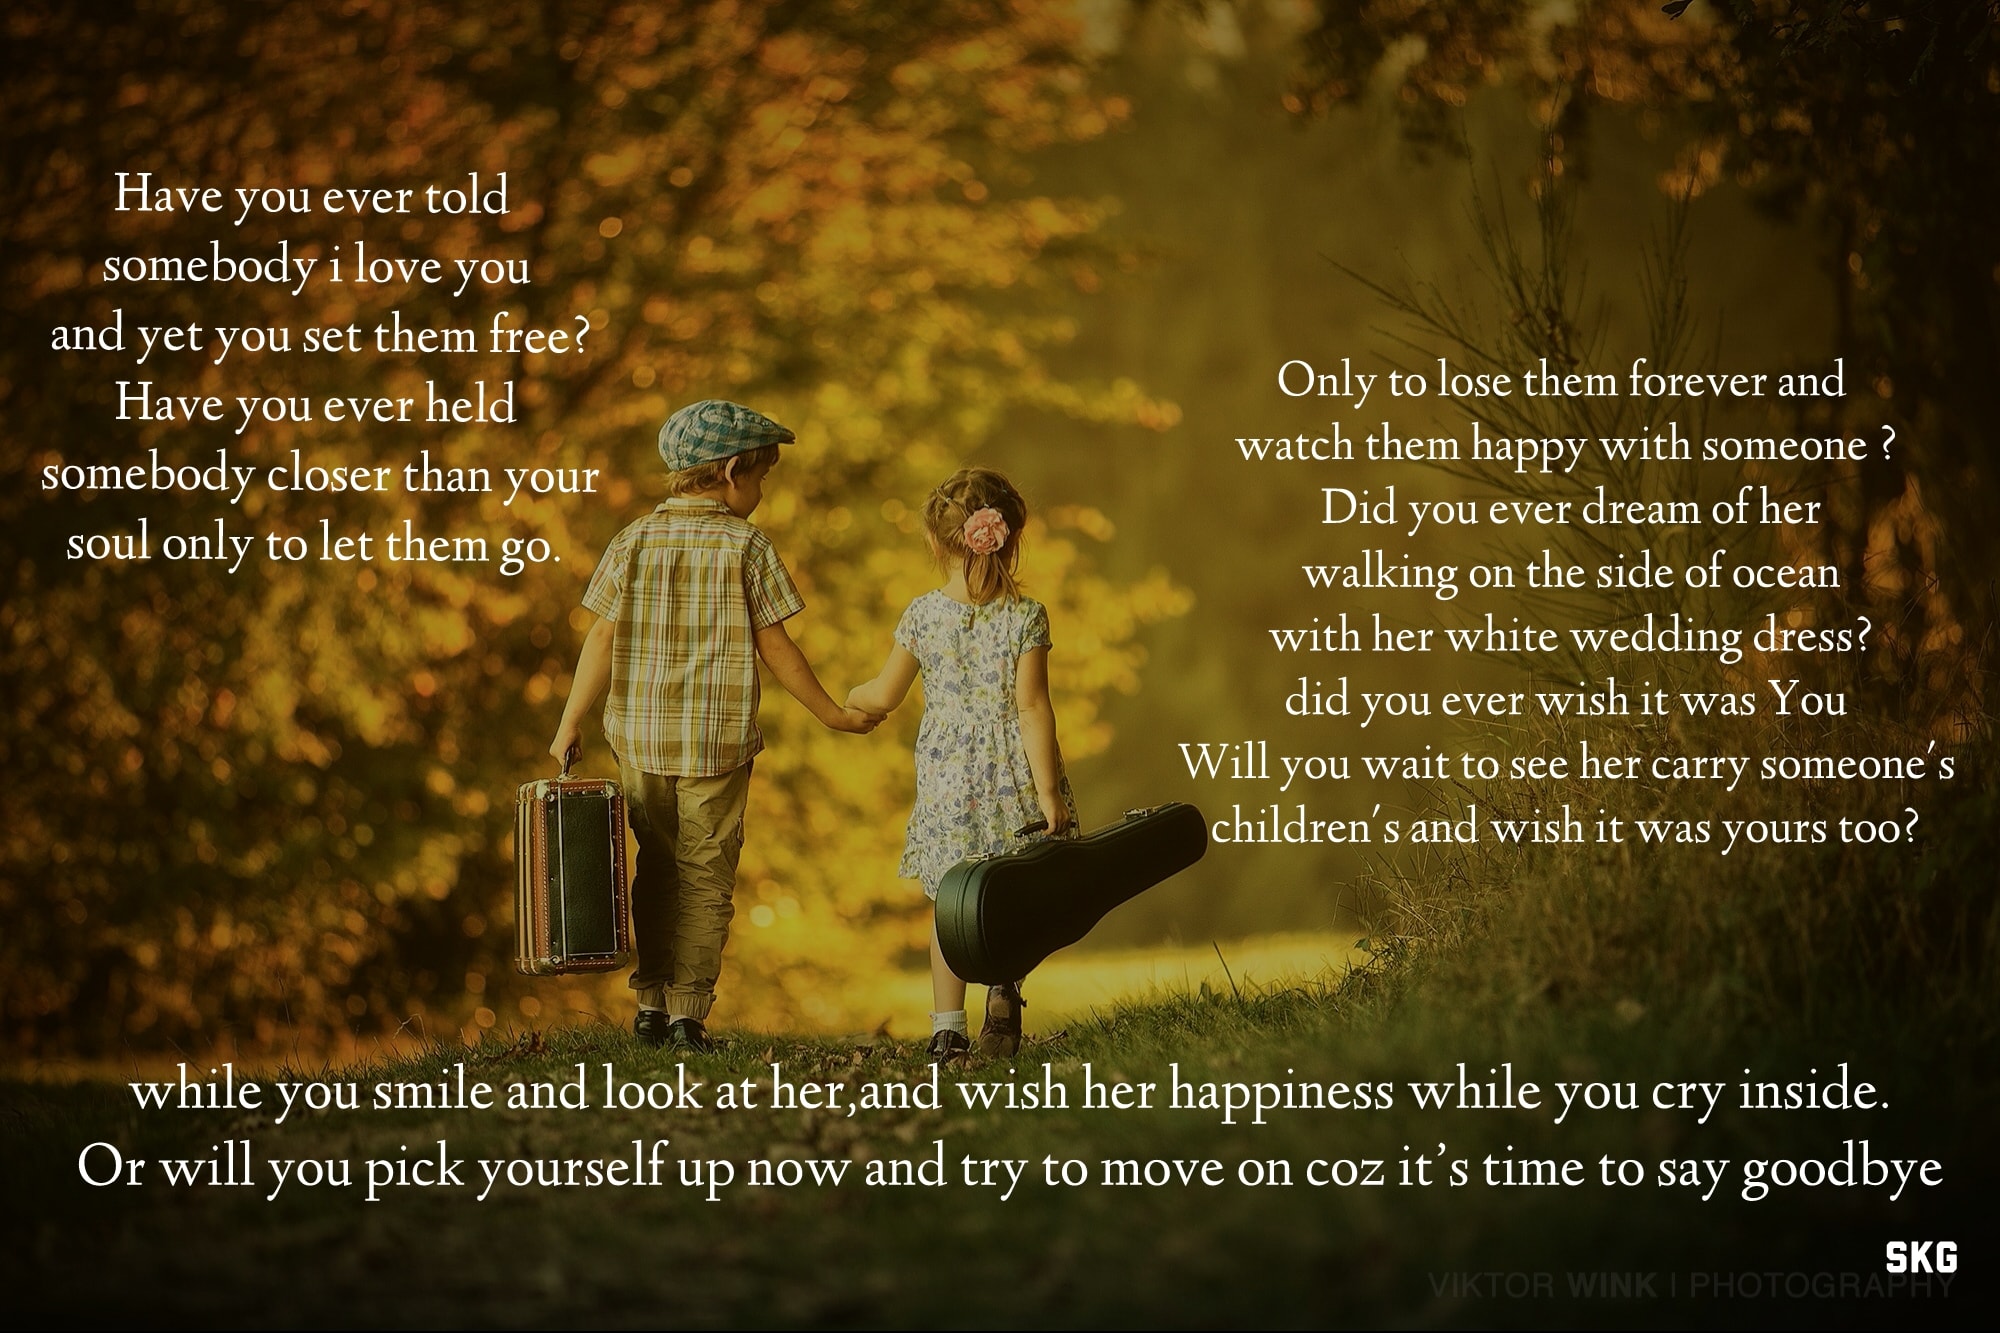 Have you ever told
somebody i love you
and yet you set them free?
Have you ever held
somebody closer than your
soul only to let them go.
Only to lose them forever and
watch them happy with someone ?
Did you ever dream of her
walking on the side of ocean
with her white wedding dress?
did you ever wish it was You
Will you wait to see her carry someone's
children's and wish it was yours too?
while you smile and look at her,and wish her happiness while you cry inside.
Or will you pick yourself up now and try to move on coz it's time to say goodbye
SKG
VIKTOR WINK | PHOTOGRAPHY